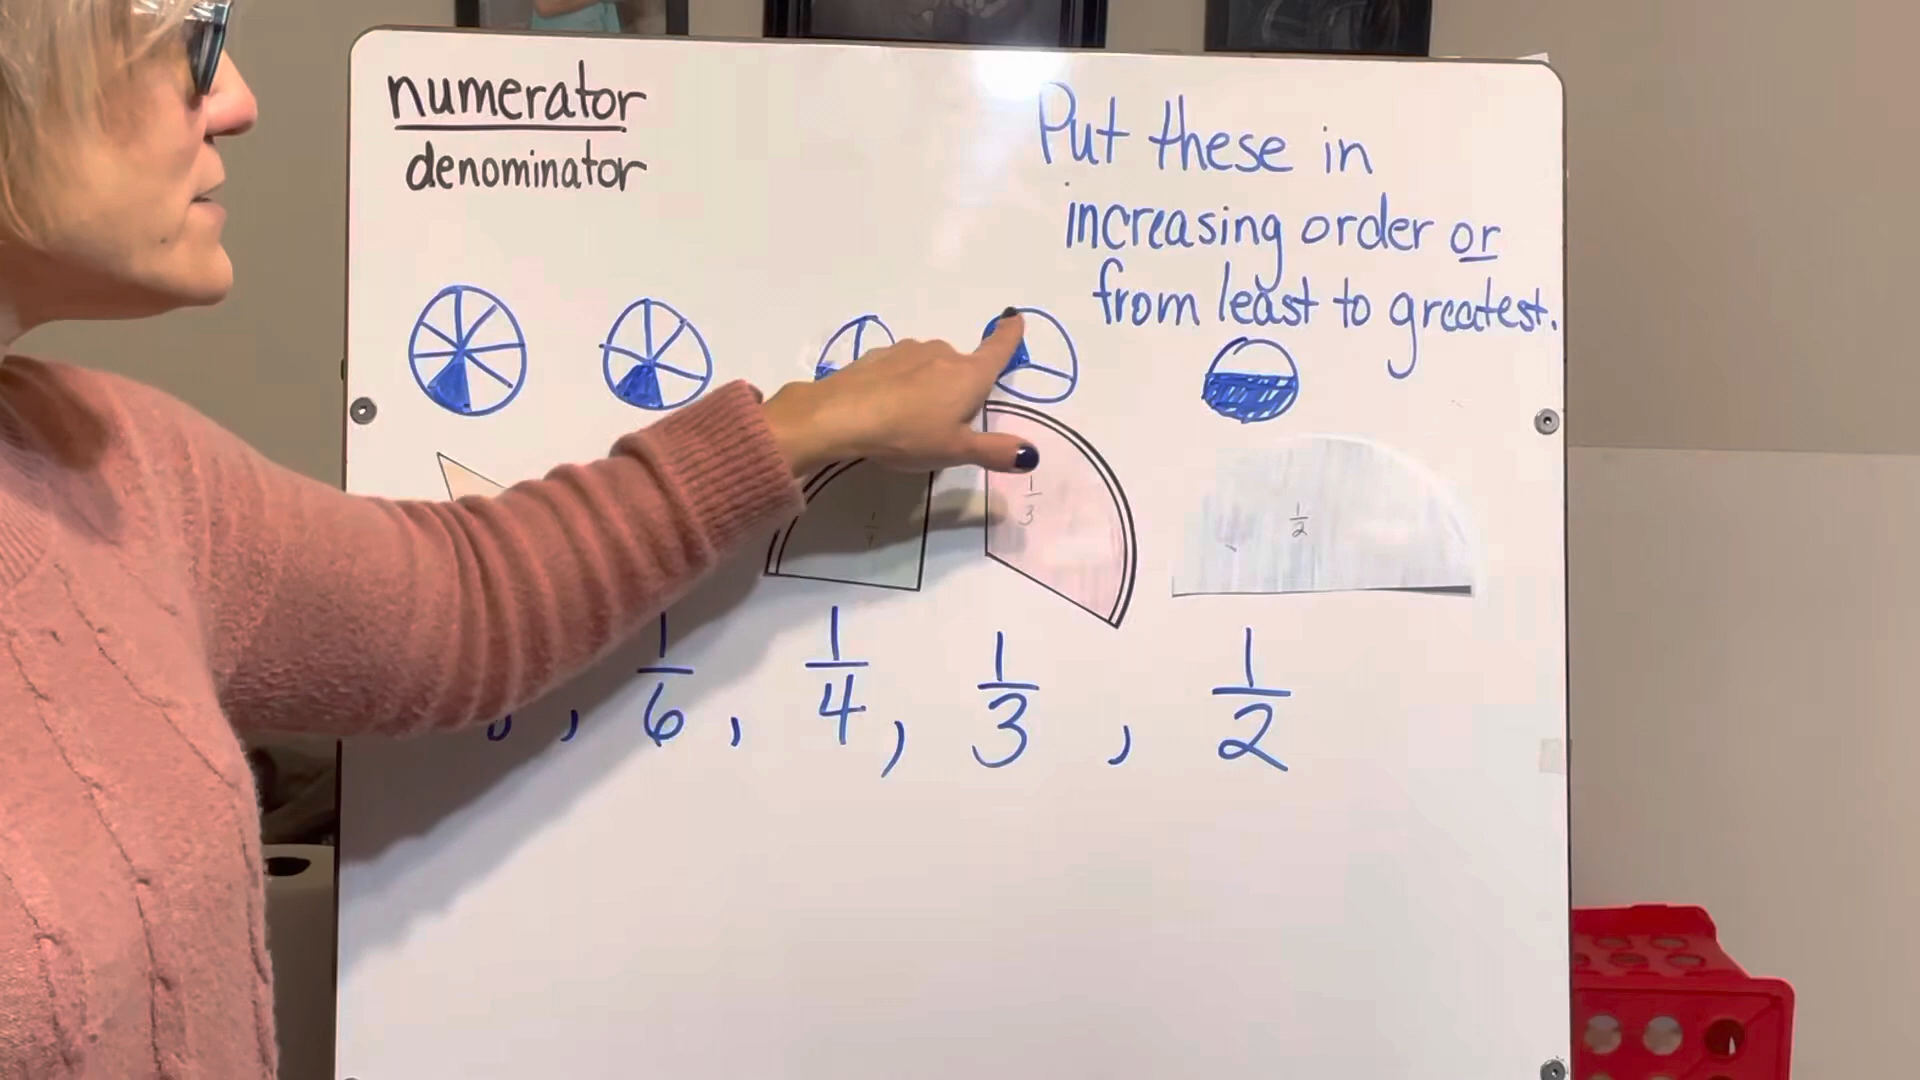 numerator
denominator
Put these in
increasing order or
from least to greatest.
1/3
1/2
, 1/6, 1/4, 1/3, 1/2